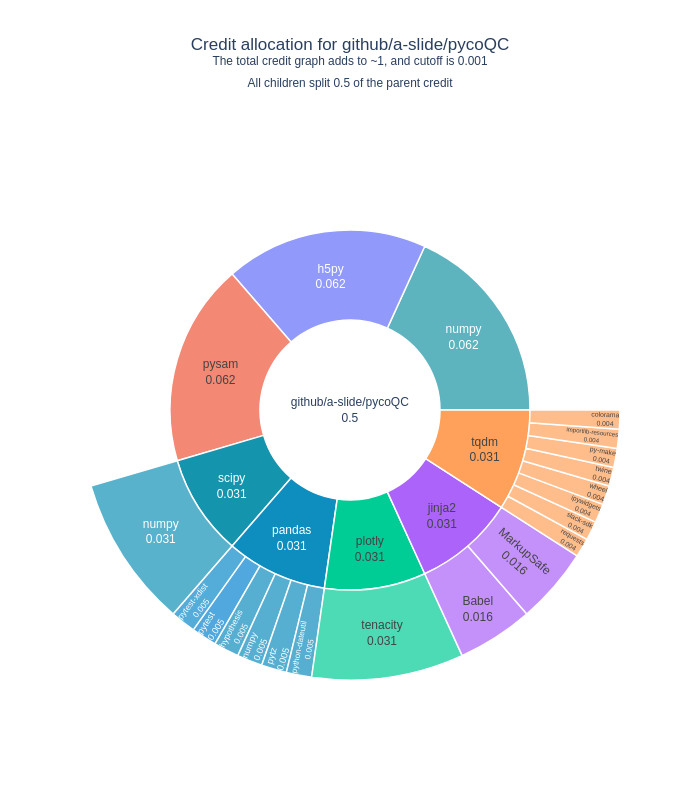 Credit allocation for github/a-slide/pycoQC
The total credit graph adds to ~1, and cutoff is 0.001
All children split 0.5 of the parent credit
h5py
0.062
numpy
0.062
pysam
0.062
github/a-slide/pycoQC
0.5
colorama
0.004
importlib-resources
0.004
py-make
0.004
twine
0.004
wheel
0.004
ipywidgets
0.004
slack-sdk
0.004
requests
0.004
tqdm
0.031
scipy
0.031
jinja2
0.031
pandas
0.031
plotly
0.031
numpy
0.031
MarkupSafe
0.016
Babel
0.016
tenacity
0.031
pytest-xdist
0.005
pytest
0.005
hypothesis
0.005
numpy
0.005
pytz
0.005
python-dateutil
0.005